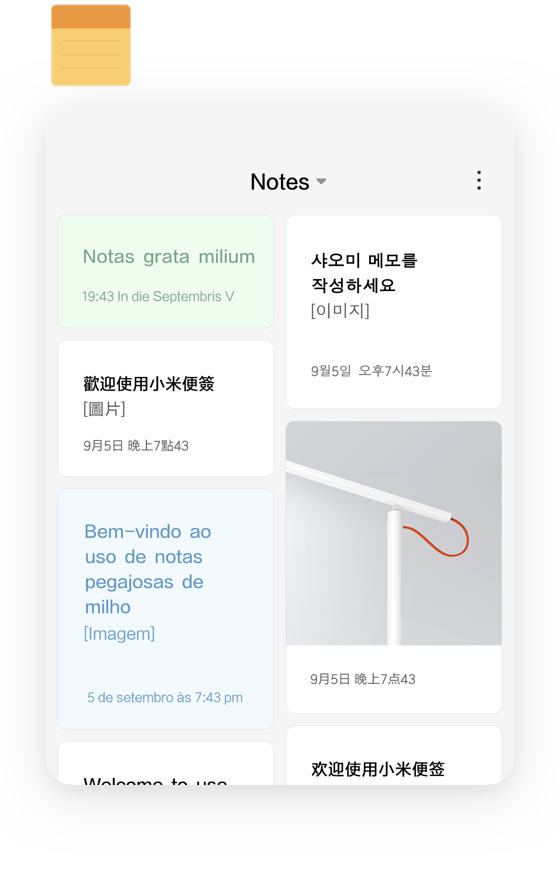 Notes
Notas grata milium
19:43 In die Septembris V
歡迎使用小米便簽
[圖片]
9月5日 晚上7點43
Bem-vindo ao
uso de notas
pegajosas de
milho
[Imagem]
5 de setembro às 7:43 pm
Welcome to use
샤오미 메모를
작성하세요
[이미지]
9월5일 오후7시43분
9月5日 晚上7点43
欢迎使用小米便签